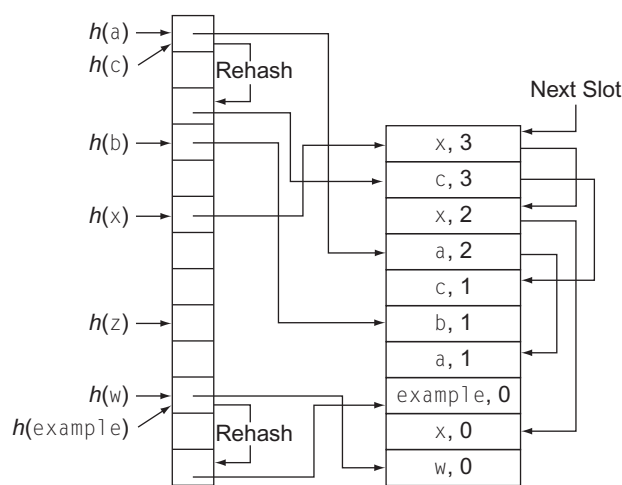 h(a)
h(c)
Rehash
h(b)
h(x)
h(z)
h(w)
h(example)
Rehash
Next Slot
x, 3
c, 3
x, 2
a, 2
c, 1
b, 1
a, 1
example, 0
x, 0
w, 0